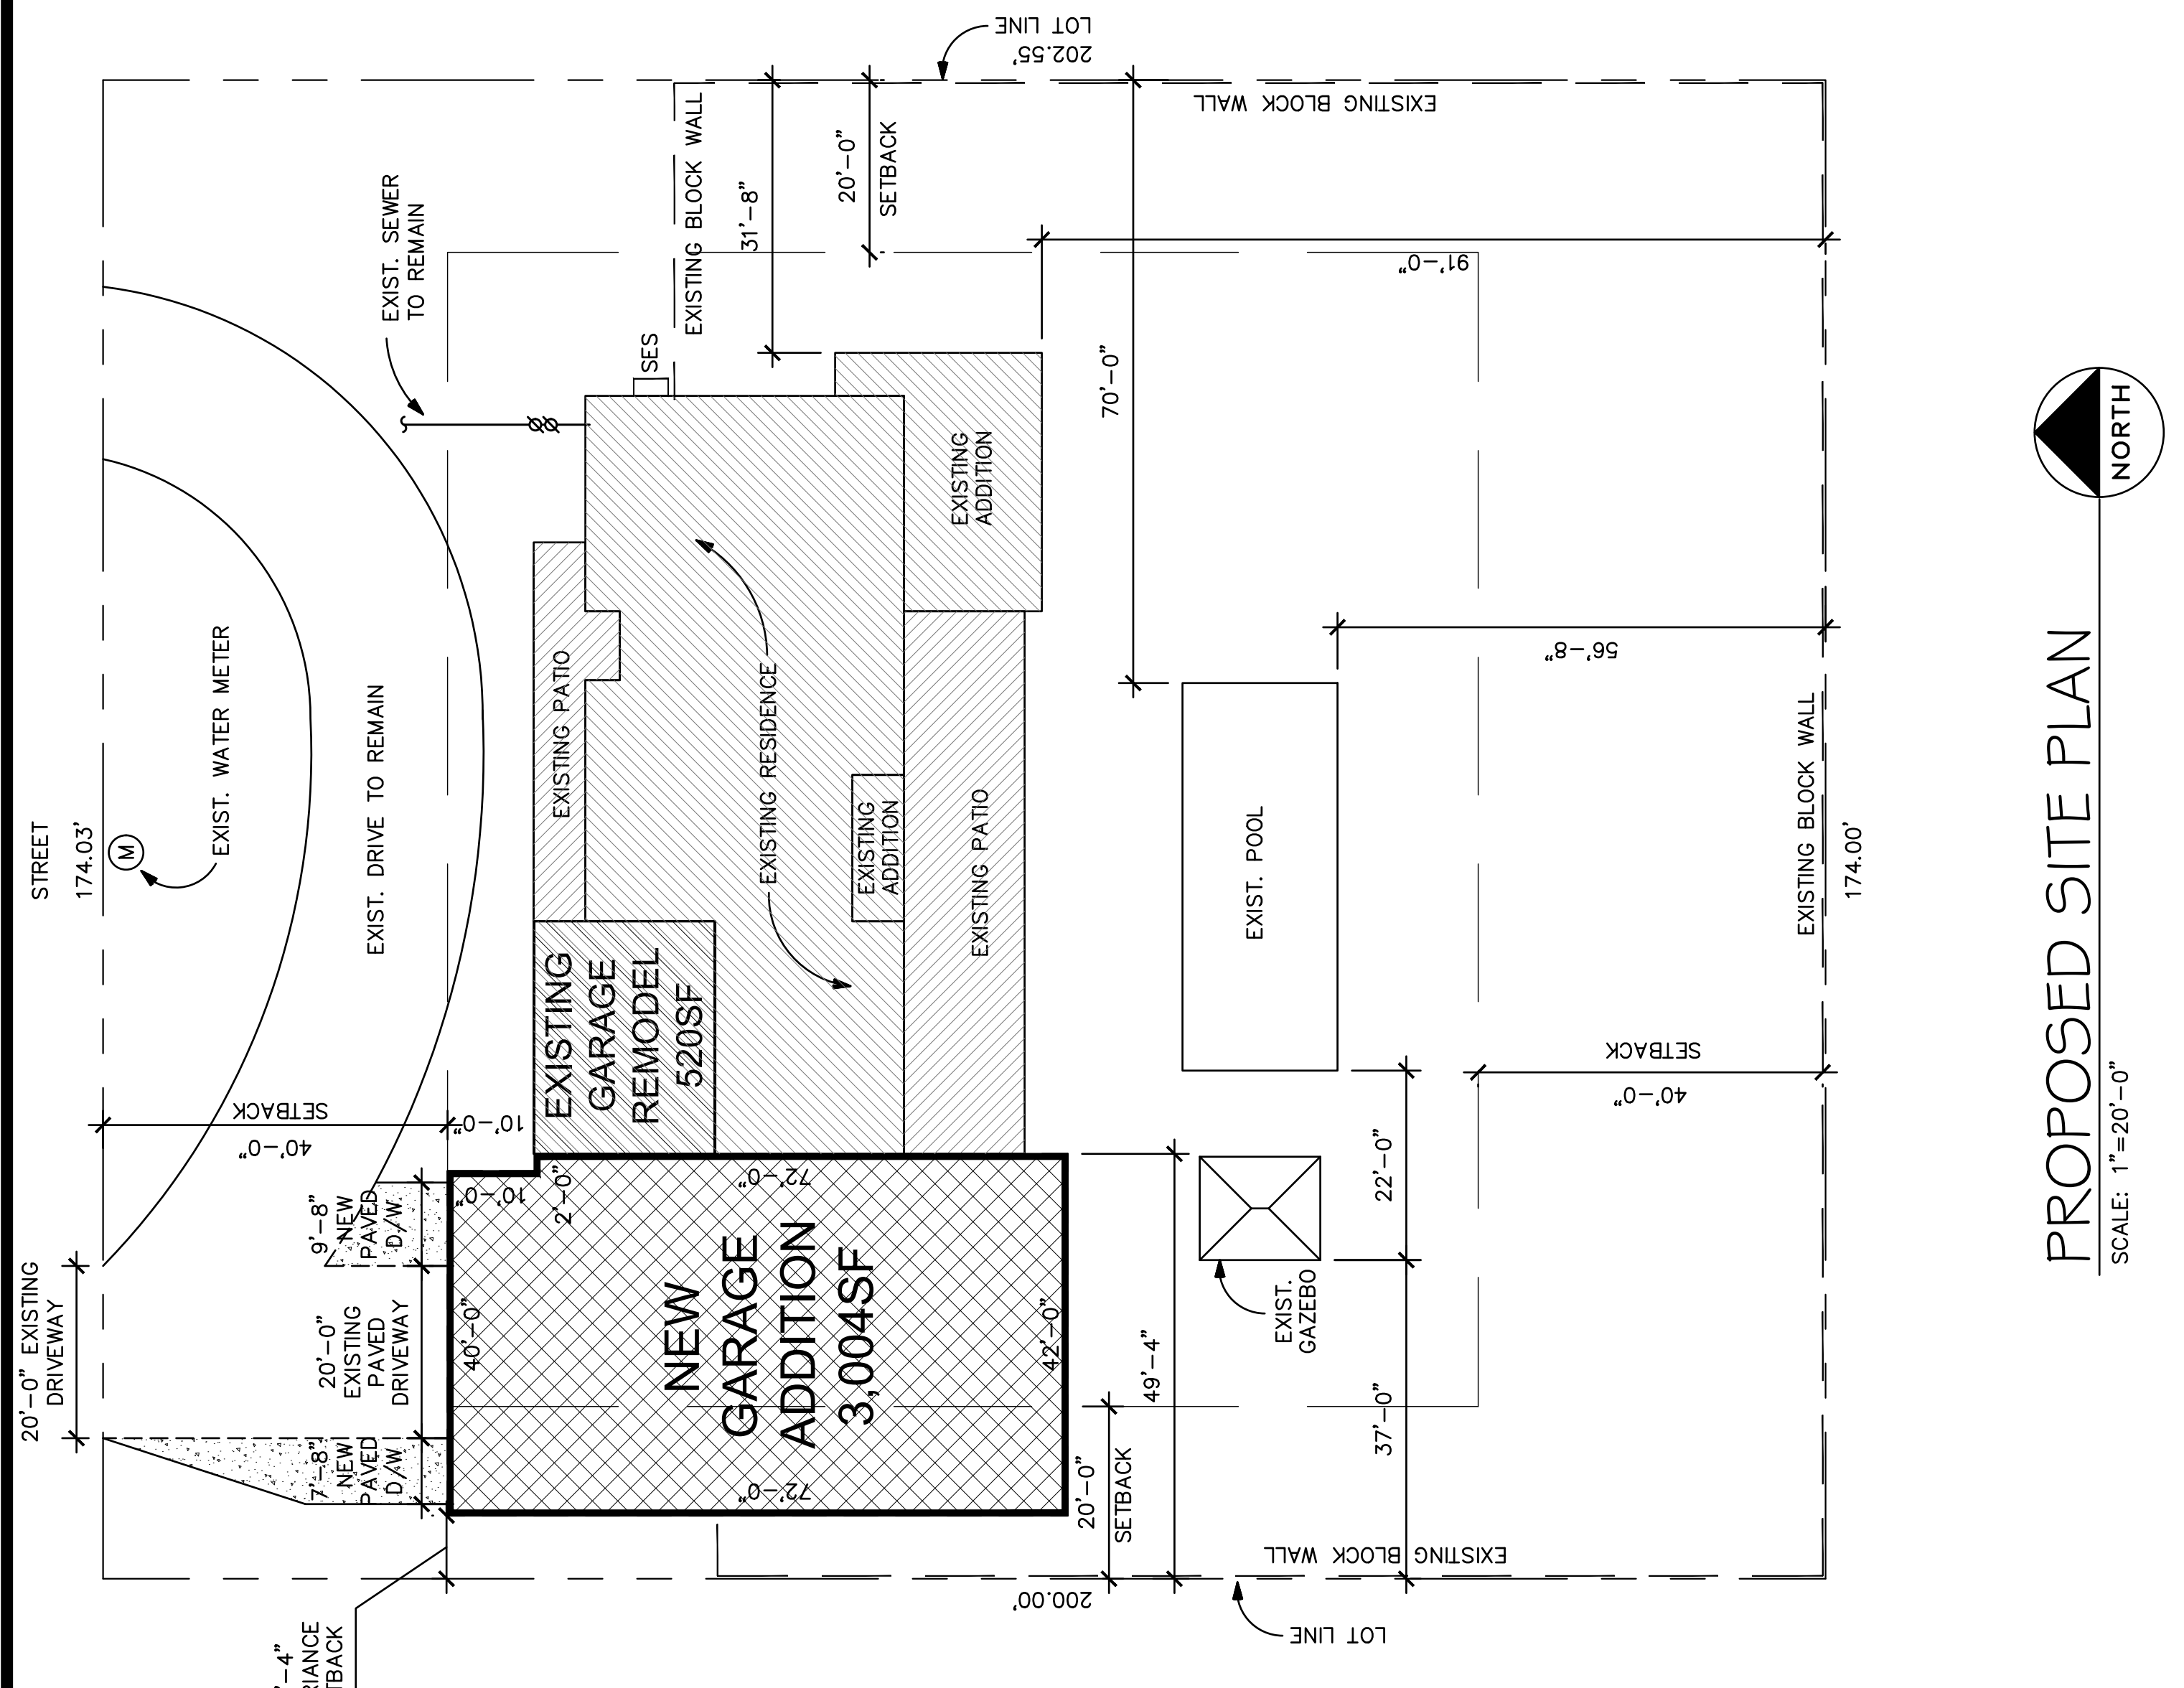 STREET
174.03'
M
EXIST. WATER METER
EXIST. DRIVE TO REMAIN
EXIST. SEWER
TO REMAIN
LOT LINE
202.55'
EXISTING BLOCK WALL
EXISTING BLOCK WALL
31'-8"
20'-0"
SETBACK
SES
70'-0"
91'-0"
56'-8"
EXISTING
ADDITION
EXISTING PATIO
EXISTING RESIDENCE
EXISTING
ADDITION
EXISTING PATIO
EXIST. POOL
EXISTING BLOCK WALL
174.00'
EXISTING
GARAGE
REMODEL
520SF
SETBACK
40'-0"
10'-0"
10'-0"
2'-0"
72'-0"
NEW
GARAGE
ADDITION
3,004SF
40'-0"
42'-0"
72'-0"
20'-0" EXISTING
DRIVEWAY
9'-8"
NEW
PAVED
D/W
20'-0"
EXISTING
PAVED
DRIVEWAY
7'-8"
NEW
PAVED
D/W
SETBACK
40'-0"
22'-0"
EXIST.
GAZEBO
37'-0"
49'-4"
20'-0"
SETBACK
EXISTING BLOCK WALL
200.00'
LOT LINE
'-4"
PROPOSED SITE PLAN
SCALE: 1"=20'-0"
NORTH